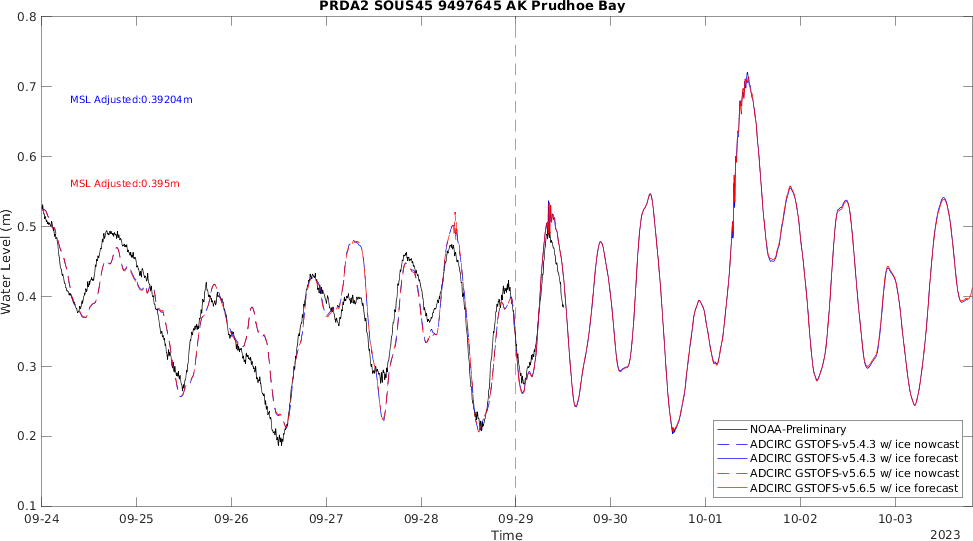 PRDA2 SOUS45 9497645 AK Prudhoe Bay
0.8
0.7
0.6
0.5
0.4
0.3
0.2
0.1
Water Level (m)
MSL Adjusted:0.39204m
MSL Adjusted:0.395m
NOAA-Preliminary
ADCIRC GSTOFS-v5.4.3 w/ ice nowcast
ADCIRC GSTOFS-v5.4.3 w/ ice forecast
ADCIRC GSTOFS-v5.6.5 w/ ice nowcast
ADCIRC GSTOFS-v5.6.5 w/ ice forecast
09-24 09-25 09-26 09-27 09-28 09-29 09-30 10-01 10-02 10-03
Time
2023